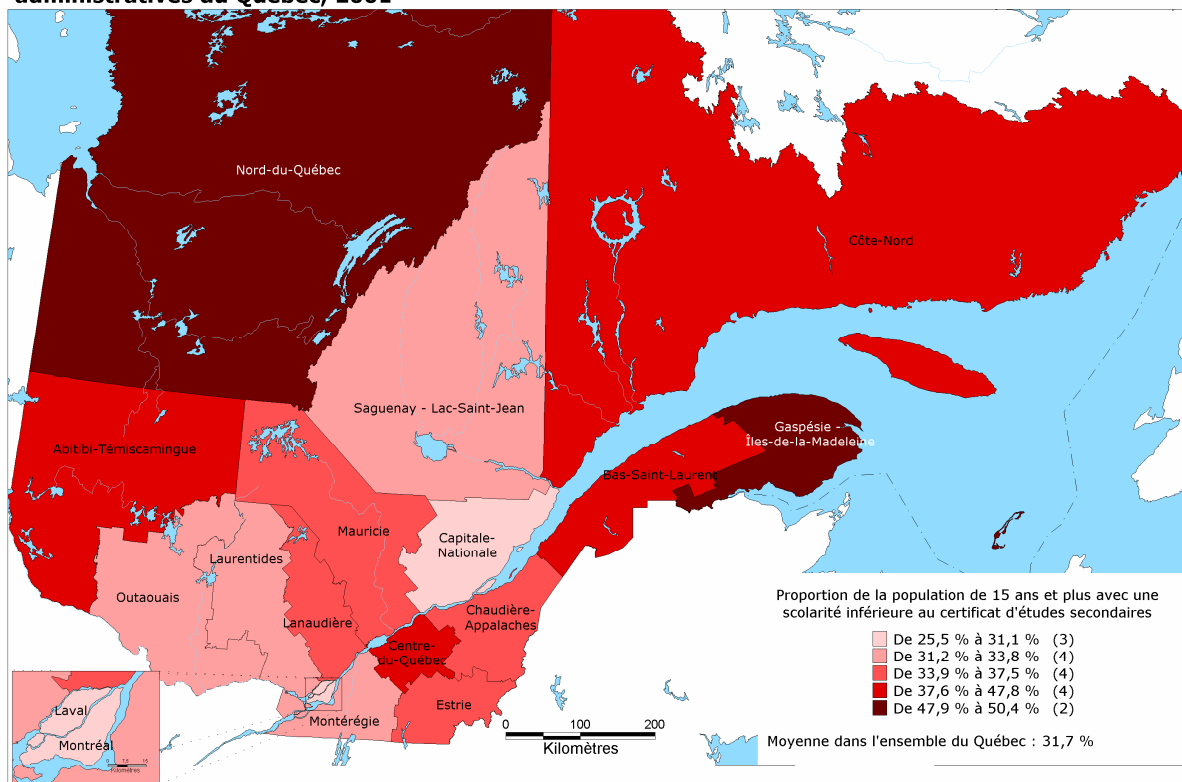 administratives du Québec, 2001
Nord-du-Québec
Côte-Nord
Saguenay - Lac-Saint-Jean
Gaspésie -
Îles-de-la-Madeleine
Abitibi-Témiscamingue
Bas-Saint-Laurent
Mauricie
Capitale-
Nationale
Laurentides
Outaouais
Lanaudière
Chaudière-
Appalaches
Centre-
du-Québec
Estrie
Montérégie
Laval
Montréal
0 7,5 15
Kilomètres
0 100 200
Kilomètres
Proportion de la population de 15 ans et plus avec une
scolarité inférieure au certificat d'études secondaires
De 25,5 % à 31,1 % (3)
De 31,2 % à 33,8 % (4)
De 33,9 % à 37,5 % (4)
De 37,6 % à 47,8 % (4)
De 47,9 % à 50,4 % (2)
Moyenne dans l'ensemble du Québec : 31,7 %